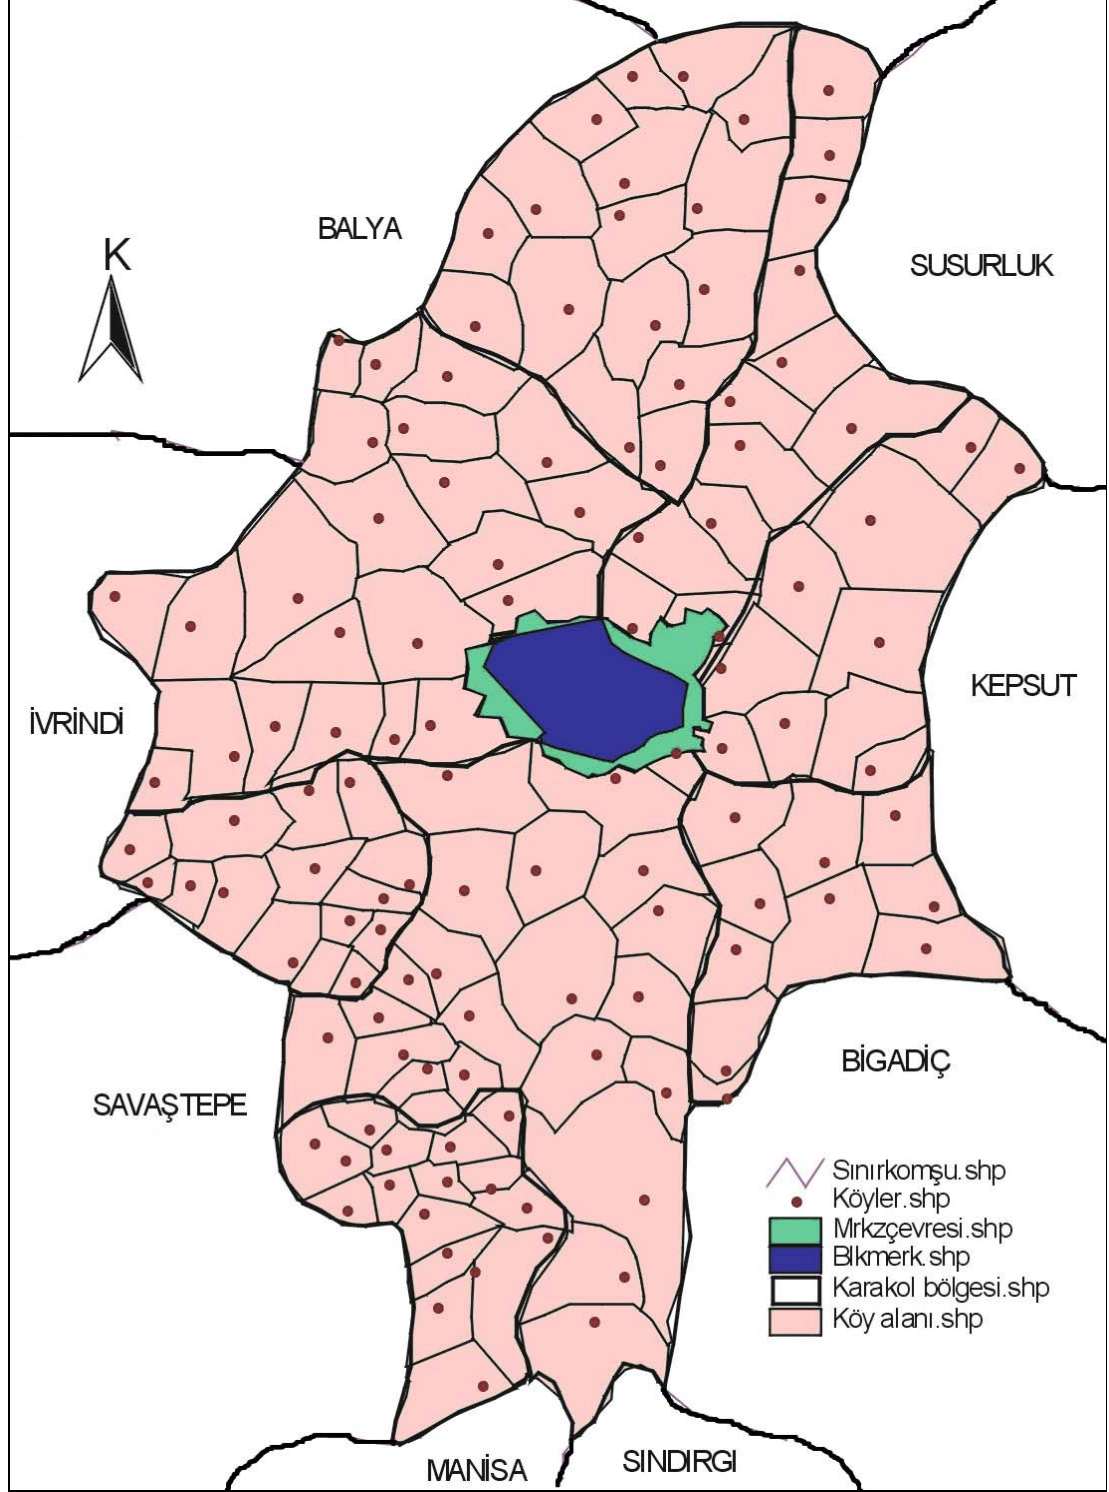 BALYA
K
SUSURLUK
KEPSUT
İVRİNDİ
BİGADİÇ
SAVAŞTEPE
Sınırkomşu.shp
Köyler.shp
Mrkzçevresi.shp
Blkmerk.shp
Karakol bölgesi.shp
Köy alanı.shp
MANİSA
SINDIRGI